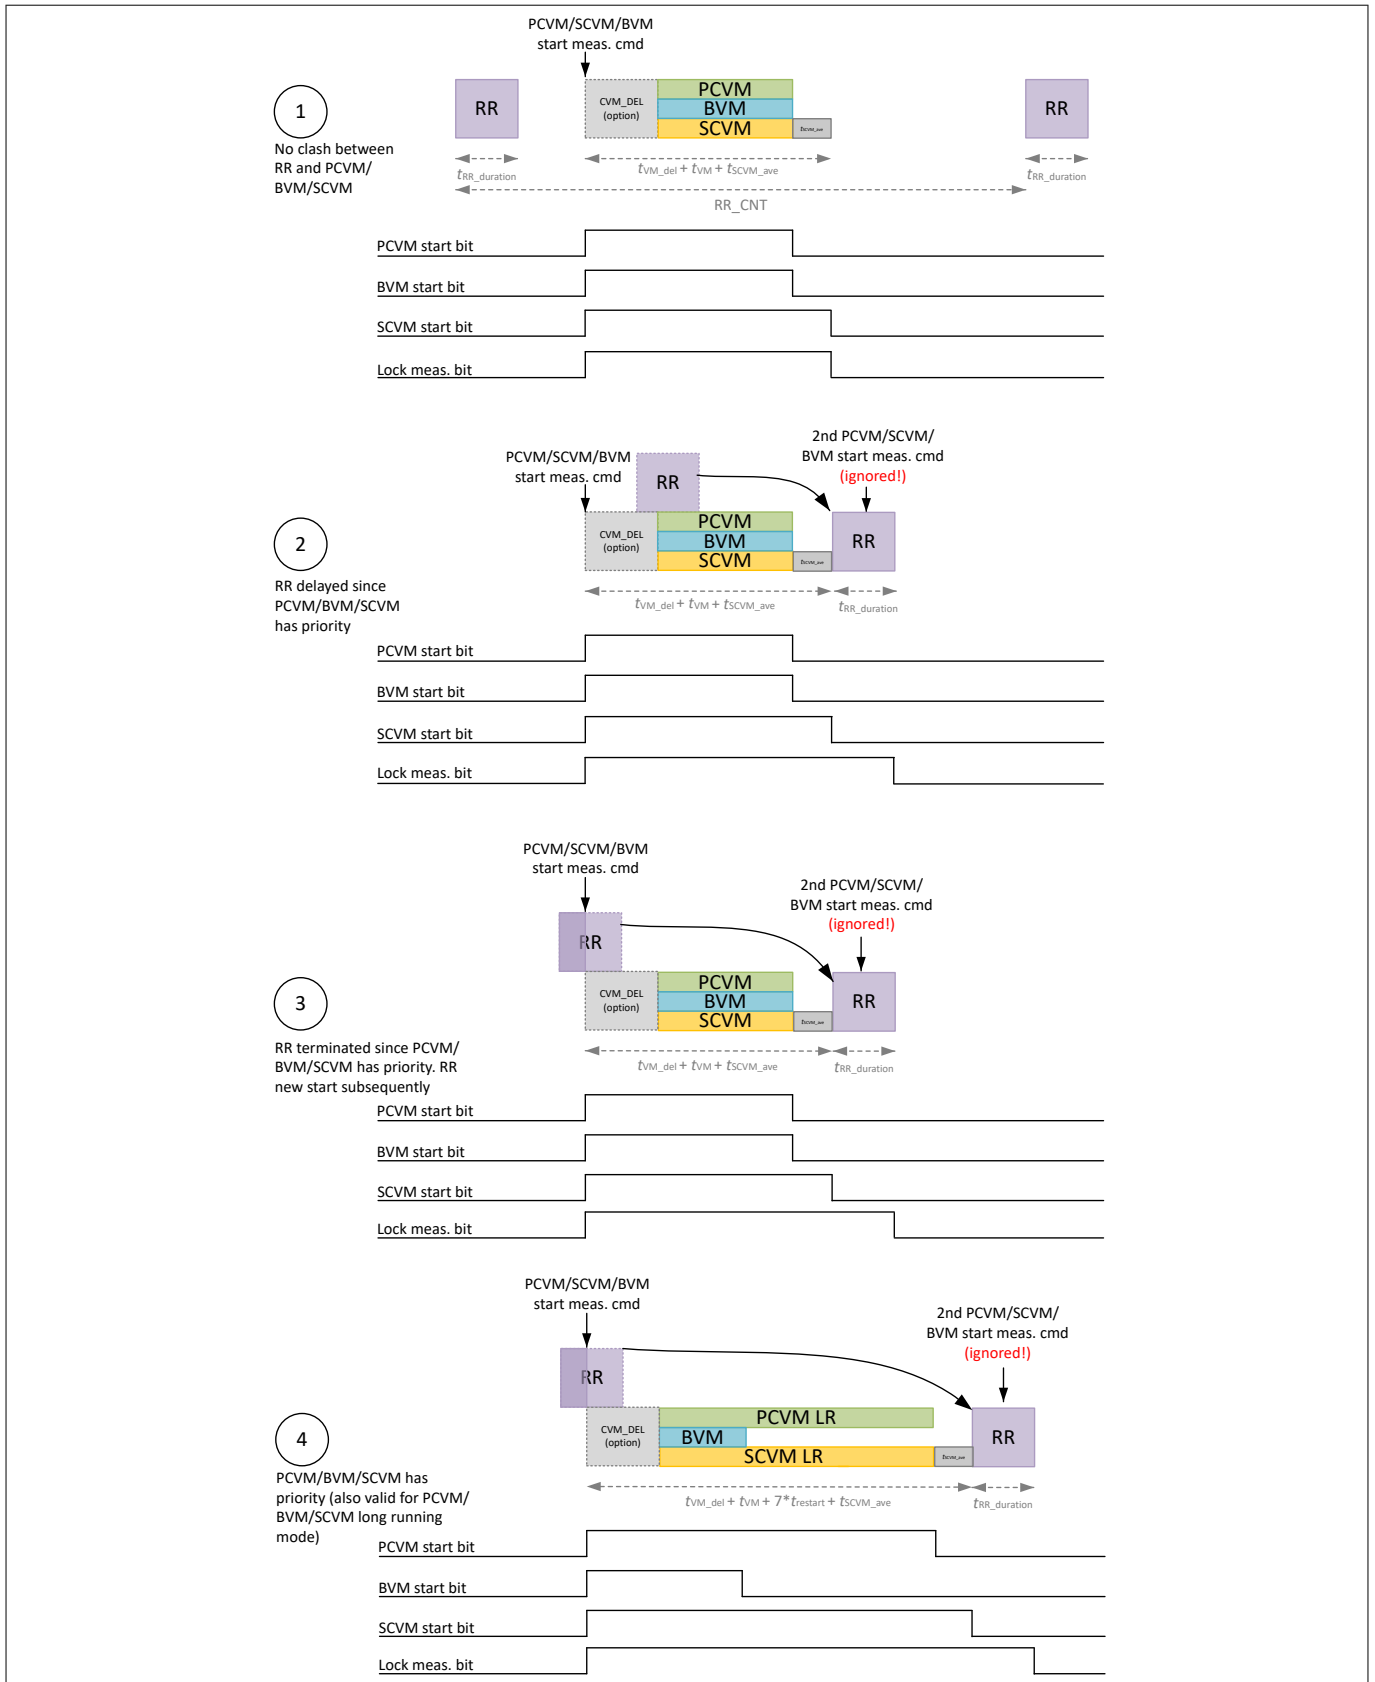 PCVM/SCVM/BVM
start meas. cmd
1
No clash between
RR and PCVM/
BVM/SCVM
RR
CVM_DEL
(option)
PCVM
BVM
SCVM
tSCVM_ave
RR
tRR_duration
tVM_del + tVM + tSCVM_ave
tRR_duration
RR_CNT
PCVM start bit
BVM start bit
SCVM start bit
Lock meas. bit
PCVM/SCVM/BVM
start meas. cmd
2nd PCVM/SCVM/
BVM start meas. cmd
(ignored!)
2
RR delayed since
PCVM/BVM/SCVM
has priority
RR
CVM_DEL
(option)
PCVM
BVM
SCVM
tSCVM_ave
RR
tVM_del + tVM + tSCVM_ave
tRR_duration
PCVM start bit
BVM start bit
SCVM start bit
Lock meas. bit
PCVM/SCVM/BVM
start meas. cmd
2nd PCVM/SCVM/
BVM start meas. cmd
(ignored!)
3
RR terminated since PCVM/
BVM/SCVM has priority. RR
new start subsequently
RR
CVM_DEL
(option)
PCVM
BVM
SCVM
tSCVM_ave
RR
tVM_del + tVM + tSCVM_ave
tRR_duration
PCVM start bit
BVM start bit
SCVM start bit
Lock meas. bit
PCVM/SCVM/BVM
start meas. cmd
2nd PCVM/SCVM/
BVM start meas. cmd
(ignored!)
4
PCVM/BVM/SCVM has
priority (also valid for PCVM/
BVM/SCVM long running
mode)
RR
CVM_DEL
(option)
PCVM LR
BVM
SCVM LR
tSCVM_ave
RR
tVM_del + tVM + 7*trestart + tSCVM_ave
tRR_duration
PCVM start bit
BVM start bit
SCVM start bit
Lock meas. bit